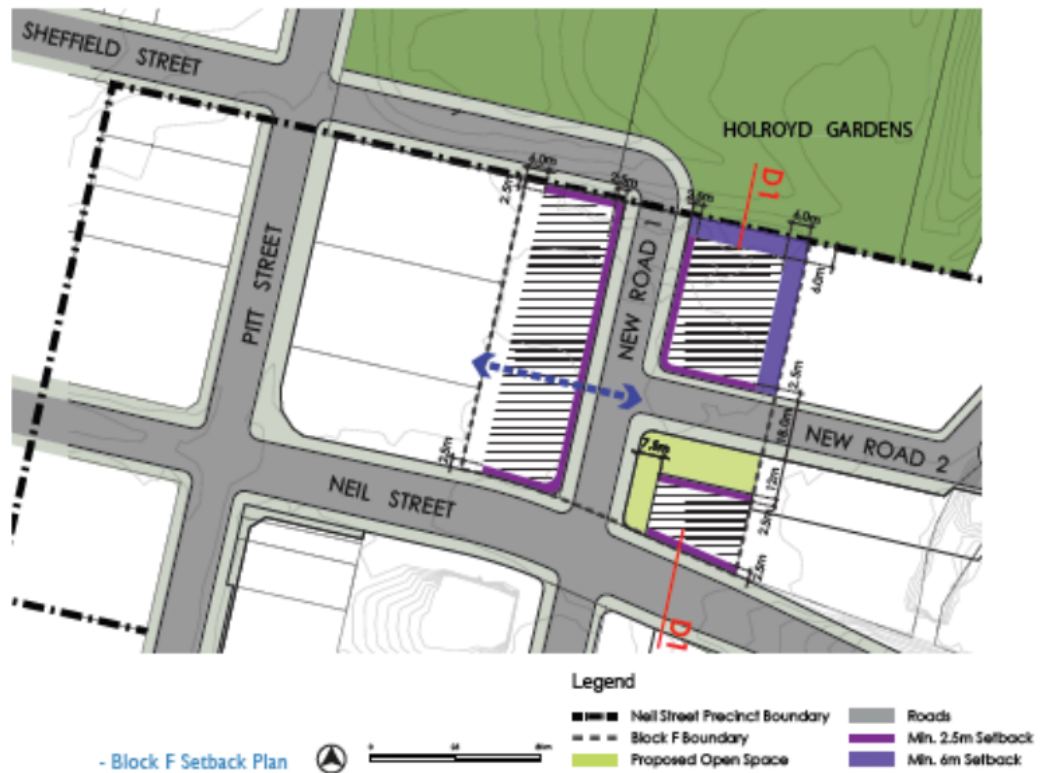 SHEFFIELD STREET
HOLROYD GARDENS
D1
6.0m
2.5m
2.5m
2.5m
6.0m
6.0m
PITT STREET
NEW ROAD 1
2.5m
18.0m
NEW ROAD 2
7.5m
2.5m
12m
2.5m
NEIL STREET
2.5m
D1
Legend
Neil Street Precinct Boundary
Roads
Block F Boundary
Min. 2.5m Setback
Proposed Open Space
Min. 6m Setback
- Block F Setback Plan
0